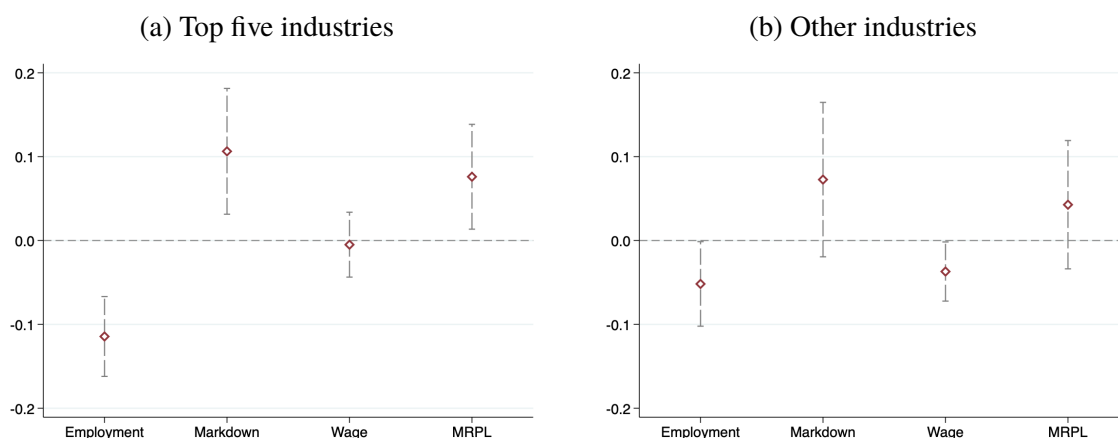 (a) Top five industries
0.2
0.1
0.0
-0.1
-0.2
Employment Markdown Wage MRPL
(b) Other industries
0.2
0.1
0.0
-0.1
-0.2
Employment Markdown Wage MRPL